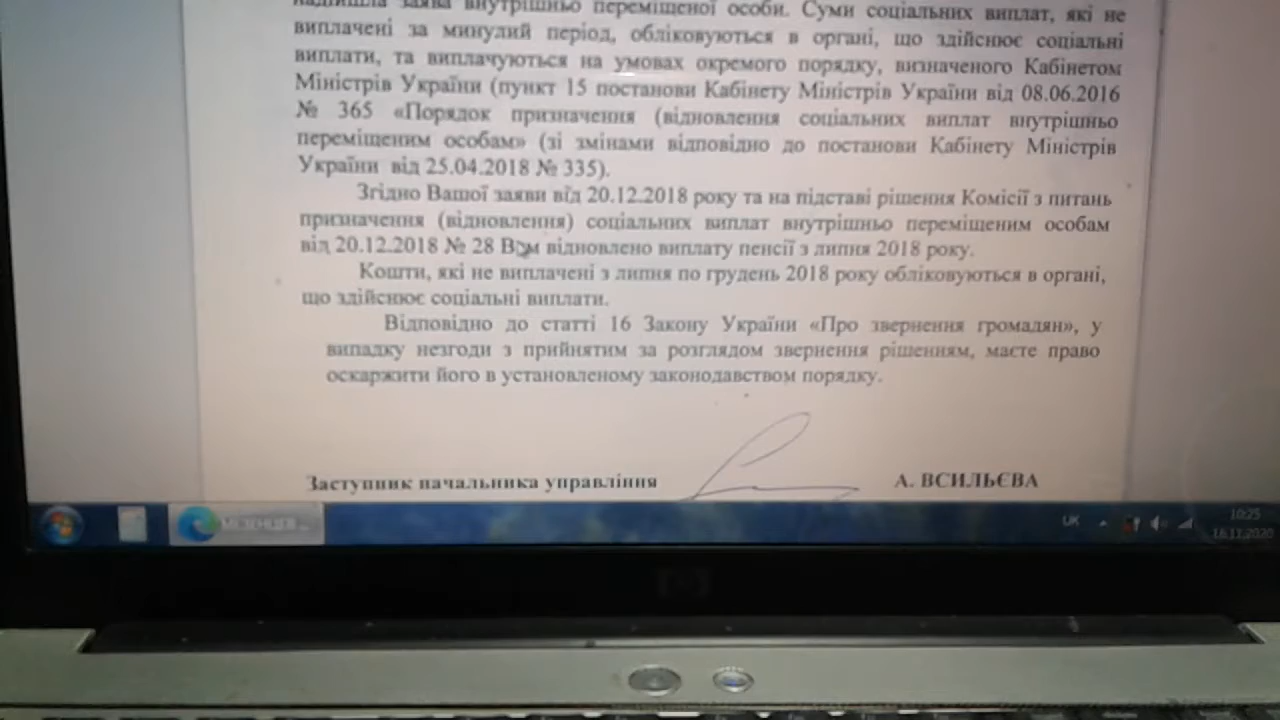 надійшла заява внутрішньо переміщеної особи. Суми соціальних виплат, які не
виплачені за минулий період, обліковуються в органі, що здійснює соціальні
виплати, та виплачуються на умовах окремого порядку, визначеного Кабінетом
Міністрів України (пункт 15 постанови Кабінету Міністрів України від 08.06.2016
№ 365 «Порядок призначення (відновлення соціальних виплат внутрішньо
переміщеним особам» (зі змінами відповідно до постанови Кабінету Міністрів
України від 25.04.2018 № 335).
Згідно Вашої заяви від 20.12.2018 року та на підставі рішення Комісії з питань
призначення (відновлення) соціальних виплат внутрішньо переміщеним особам
від 20.12.2018 № 28 Вам відновлено виплату пенсії з липня 2018 року.
Кошти, які не виплачені з липня по грудень 2018 року обліковуються в органі,
що здійснює соціальні виплати.
Відповідно до статті 16 Закону України «Про звернення громадян», у
випадку незгоди з прийнятим за розглядом звернення рішенням, маєте право
оскаржити його в установленому законодавством порядку.
Заступник начальника управління А. ВСИЛЬЄВА
UK 10:25
16.11.2020